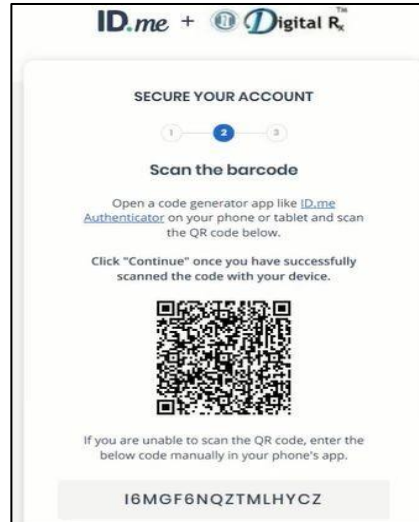 ID.me + Digital Rx™
SECURE YOUR ACCOUNT
1 2 3
Scan the barcode
Open a code generator app like ID.me
Authenticator on your phone or tablet and scan
the QR code below.
Click "Continue" once you have successfully
scanned the code with your device.
If you are unable to scan the QR code, enter the
below code manually in your phone's app.
I6MGF6NQZTMLHYCZ